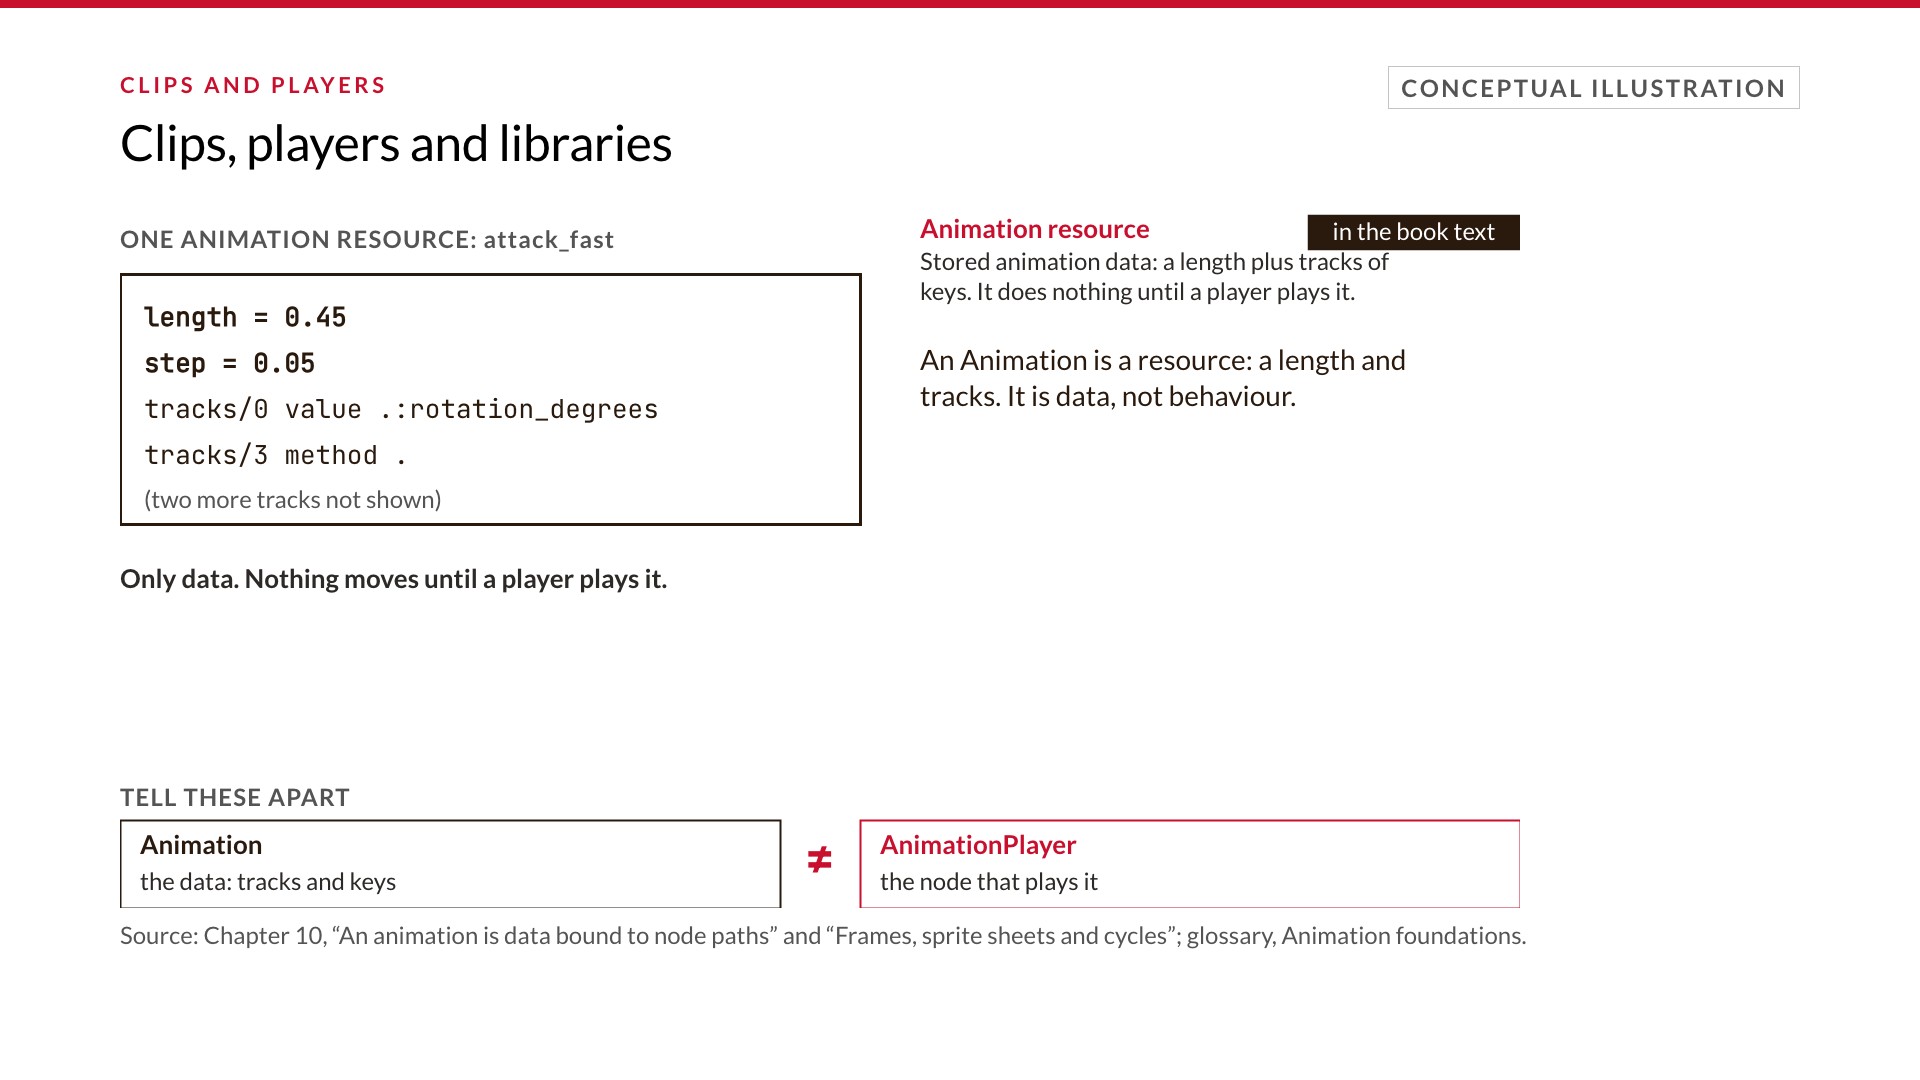 CLIPS AND PLAYERS
CONCEPTUAL ILLUSTRATION
Clips, players and libraries
ONE ANIMATION RESOURCE: attack_fast
length = 0.45
step = 0.05
tracks/0 value .:rotation_degrees
tracks/3 method .
(two more tracks not shown)
Only data. Nothing moves until a player plays it.
Animation resource
in the book text
Stored animation data: a length plus tracks of
keys. It does nothing until a player plays it.
An Animation is a resource: a length and
tracks. It is data, not behaviour.
TELL THESE APART
Animation
the data: tracks and keys
≠
AnimationPlayer
the node that plays it
Source: Chapter 10, “An animation is data bound to node paths” and “Frames, sprite sheets and cycles”; glossary, Animation foundations.